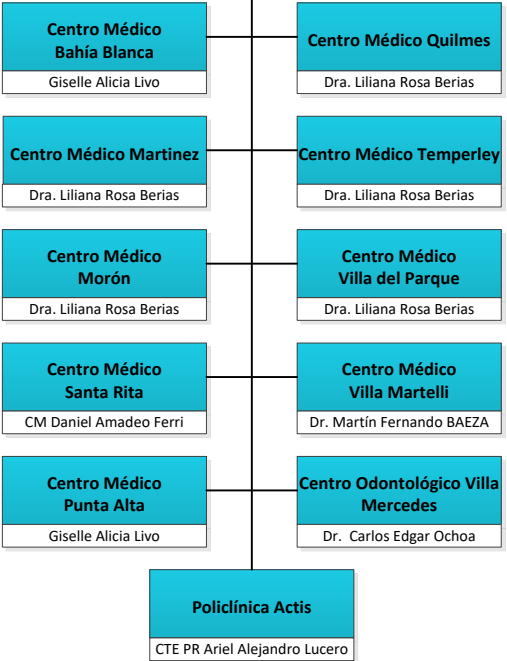 Centro Médico
Bahía Blanca
Giselle Alicia Livo
Centro Médico Quilmes
Dra. Liliana Rosa Berias
Centro Médico Martinez
Dra. Liliana Rosa Berias
Centro Médico Temperley
Dra. Liliana Rosa Berias
Centro Médico
Morón
Dra. Liliana Rosa Berias
Centro Médico
Villa del Parque
Dra. Liliana Rosa Berias
Centro Médico
Santa Rita
CM Daniel Amadeo Ferri
Centro Médico
Villa Martelli
Dr. Martín Fernando BAEZA
Centro Médico
Punta Alta
Giselle Alicia Livo
Centro Odontológico Villa
Mercedes
Dr. Carlos Edgar Ochoa
Policlínica Actis
CTE PR Ariel Alejandro Lucero